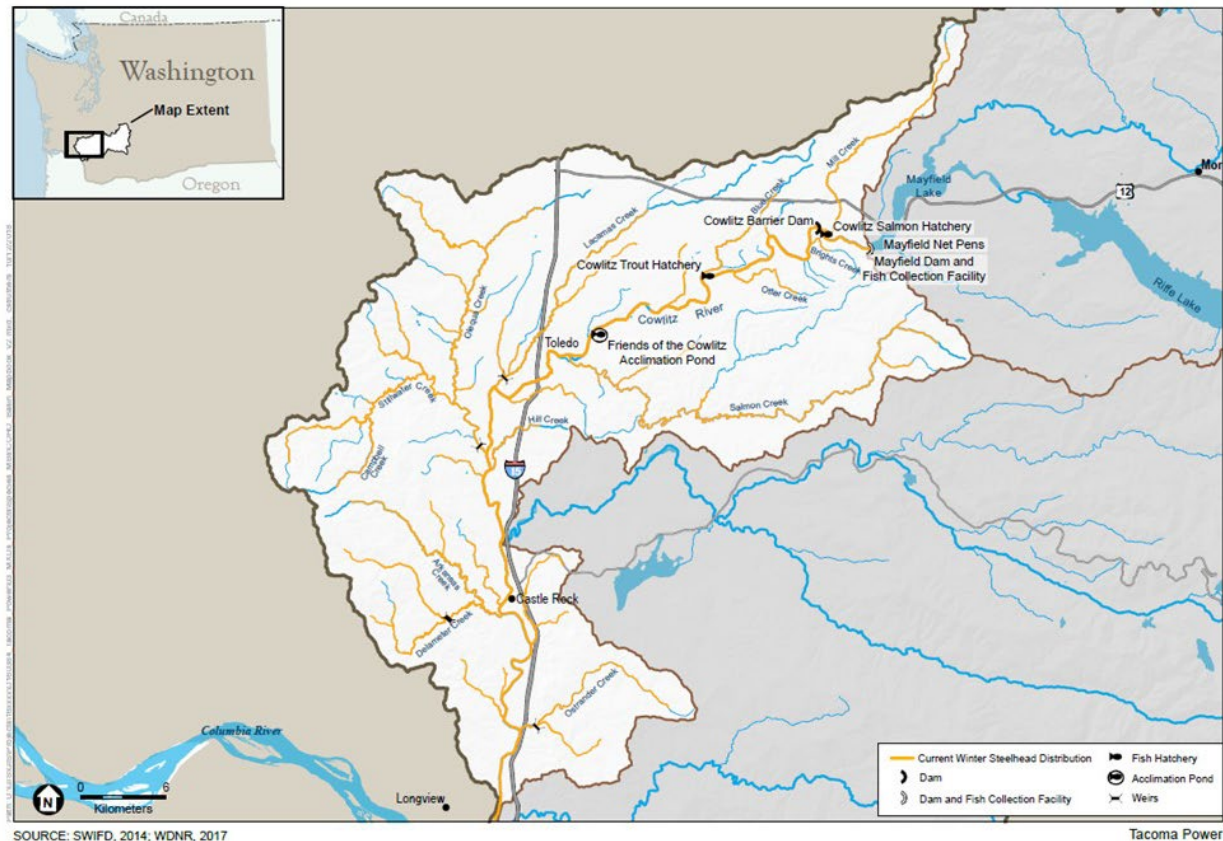 Canada
Washington
Map Extent
Oregon
Mill Creek
Mayfield
Lake
Mor
12
Blue Creek
Lacamas Creek
Cowlitz Barrier Dam
Cowlitz Salmon Hatchery
Mayfield Net Pens
Mayfield Dam and
Fish Collection Facility
Brights Creek
Cowlitz Trout Hatchery
Otter Creek
Riffe Lake
Olequa Creek
Cowlitz River
Toledo
Friends of the Cowlitz
Acclimation Pond
Stillwater Creek
Salmon Creek
Hill Creek
Campbell
Creek
Arkansas
Creek
Castle Rock
Delameter Creek
Ostrander Creek
Columbia River
Longview
N
0 6
Kilometers
Current Winter Steelhead Distribution
Dam
Dam and Fish Collection Facility
Fish Hatchery
Acclimation Pond
Weirs
SOURCE: SWIFD, 2014; WDNR, 2017
Tacoma Power